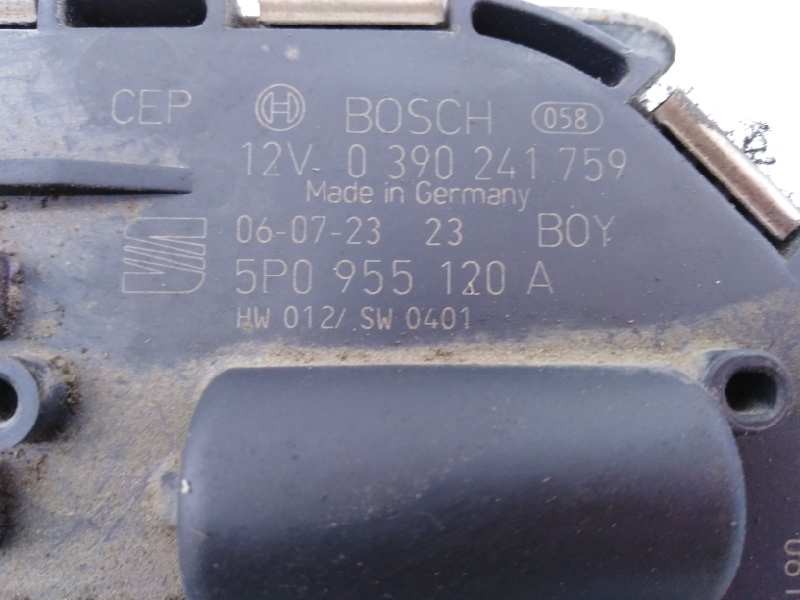 CEP BOSCH 058
12V. 0 390 241 759
Made in Germany
06-07-23 23 BOY
5P0 955 120 A
HW 012/ SW 0401